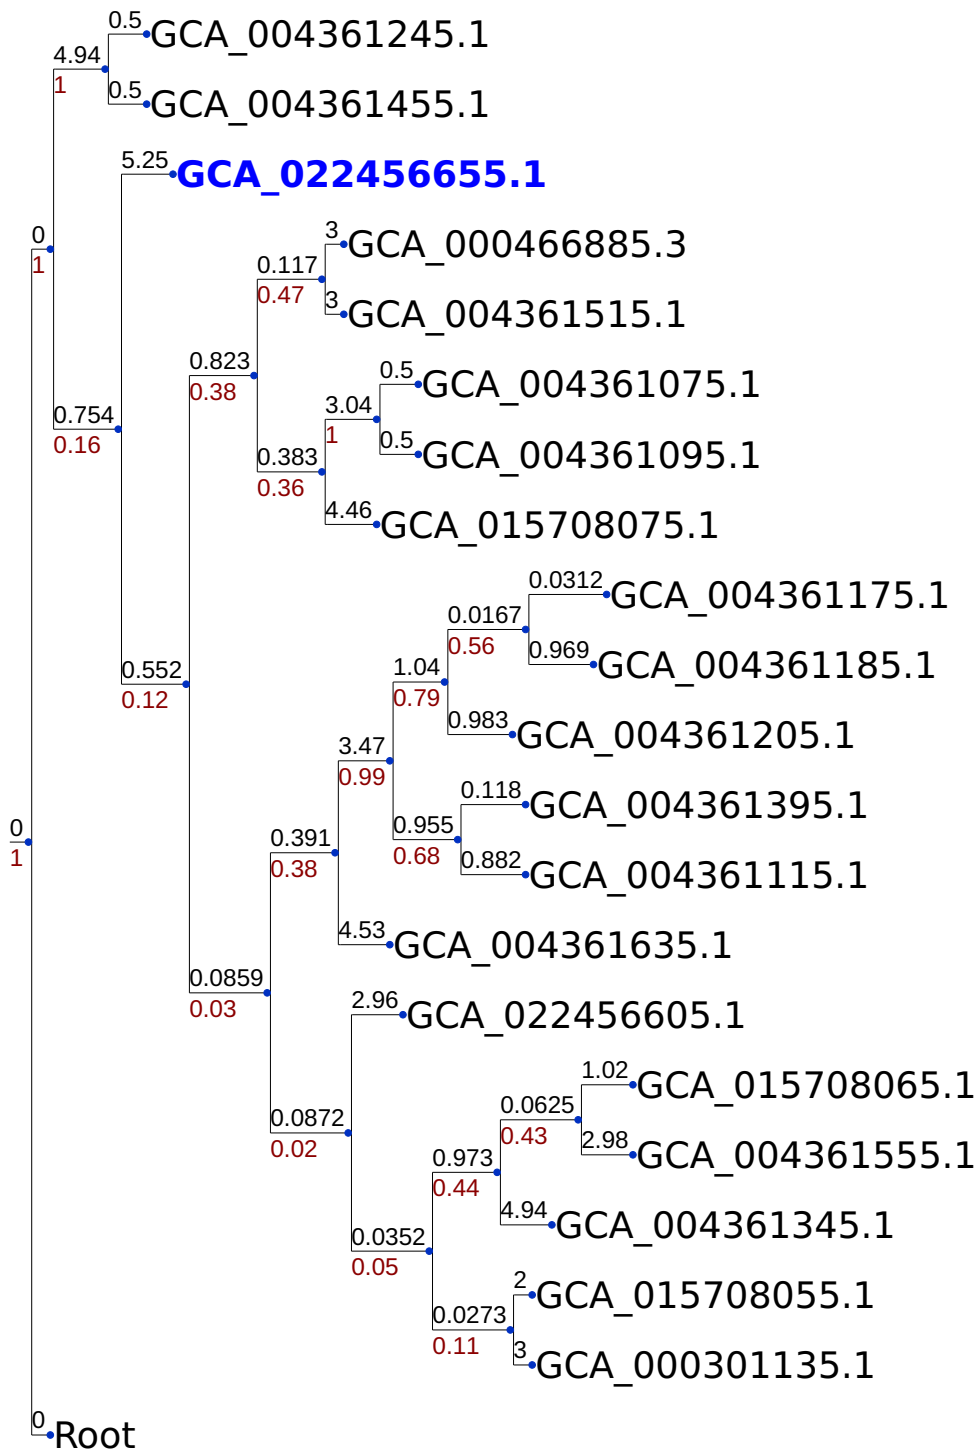 0.5
GCA_004361245.1
4.94
1
0.5
GCA_004361455.1
5.25
GCA_022456655.1
0
1
3
GCA_000466885.3
0.117
0.47
3
GCA_004361515.1
0.823
0.38
0.5
GCA_004361075.1
3.04
1
0.754
0.16
0.5
GCA_004361095.1
0.383
0.36
4.46
GCA_015708075.1
0.0312
GCA_004361175.1
0.0167
0.56
0.969
GCA_004361185.1
0.552
0.12
1.04
0.79
0.983
GCA_004361205.1
3.47
0.99
0.118
GCA_004361395.1
0
1
0.955
0.68
0.391
0.38
0.882
GCA_004361115.1
4.53
GCA_004361635.1
0.0859
0.03
2.96
GCA_022456605.1
1.02
GCA_015708065.1
0.0625
0.43
0.0872
0.02
2.98
GCA_004361555.1
0.973
0.44
4.94
GCA_004361345.1
0.0352
0.05
2
GCA_015708055.1
0.0273
0.11
3
GCA_000301135.1
0
Root